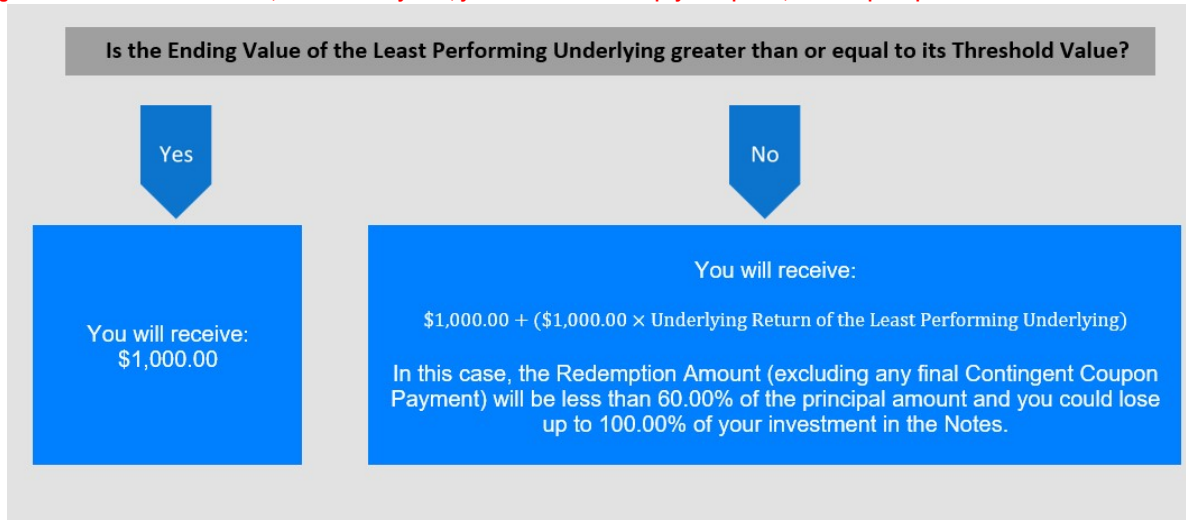 Is the Ending Value of the Least Performing Underlying greater than or equal to its Threshold Value?
Yes
No
You will receive:
$1,000.00
You will receive:
$1,000.00 + ($1,000.00 × Underlying Return of the Least Performing Underlying)
In this case, the Redemption Amount (excluding any final Contingent Coupon
Payment) will be less than 60.00% of the principal amount and you could lose
up to 100.00% of your investment in the Notes.